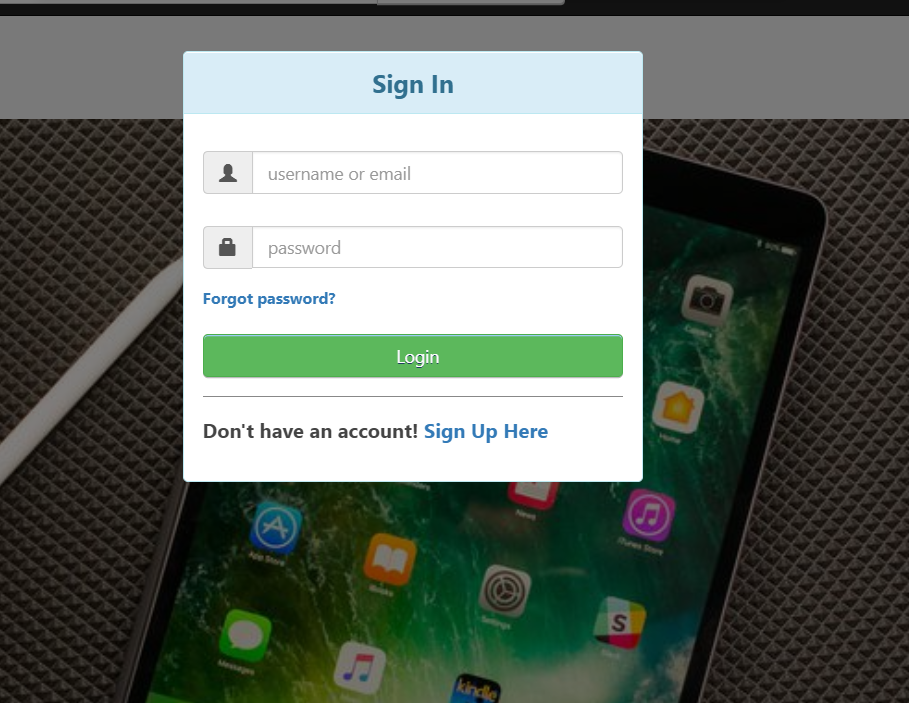 Sign In
username or email
password
Forgot password?
Login
Don't have an account! Sign Up Here
Camera
Home
News
iTunes Store
App Store
iBooks
Settings
Messages
kindle